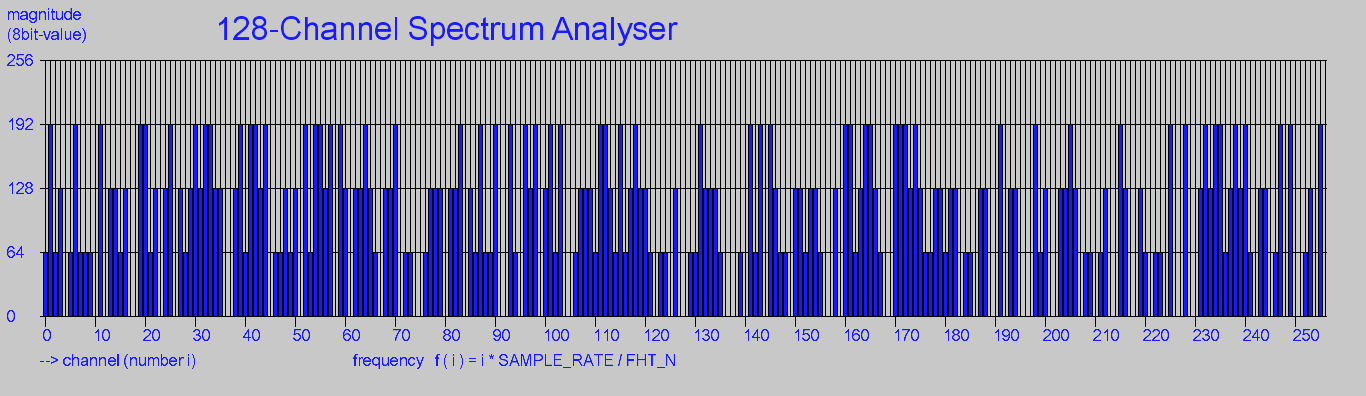 magnitude
(8bit-value)
128-Channel Spectrum Analyser
256
192
128
64
0
0 10 20 30 40 50 60 70 80 90 100 110 120 130 140 150 160 170 180 190 200 210 220 230 240 250
--> channel (number i)
frequency f ( i ) = i * SAMPLE_RATE / FHT_N